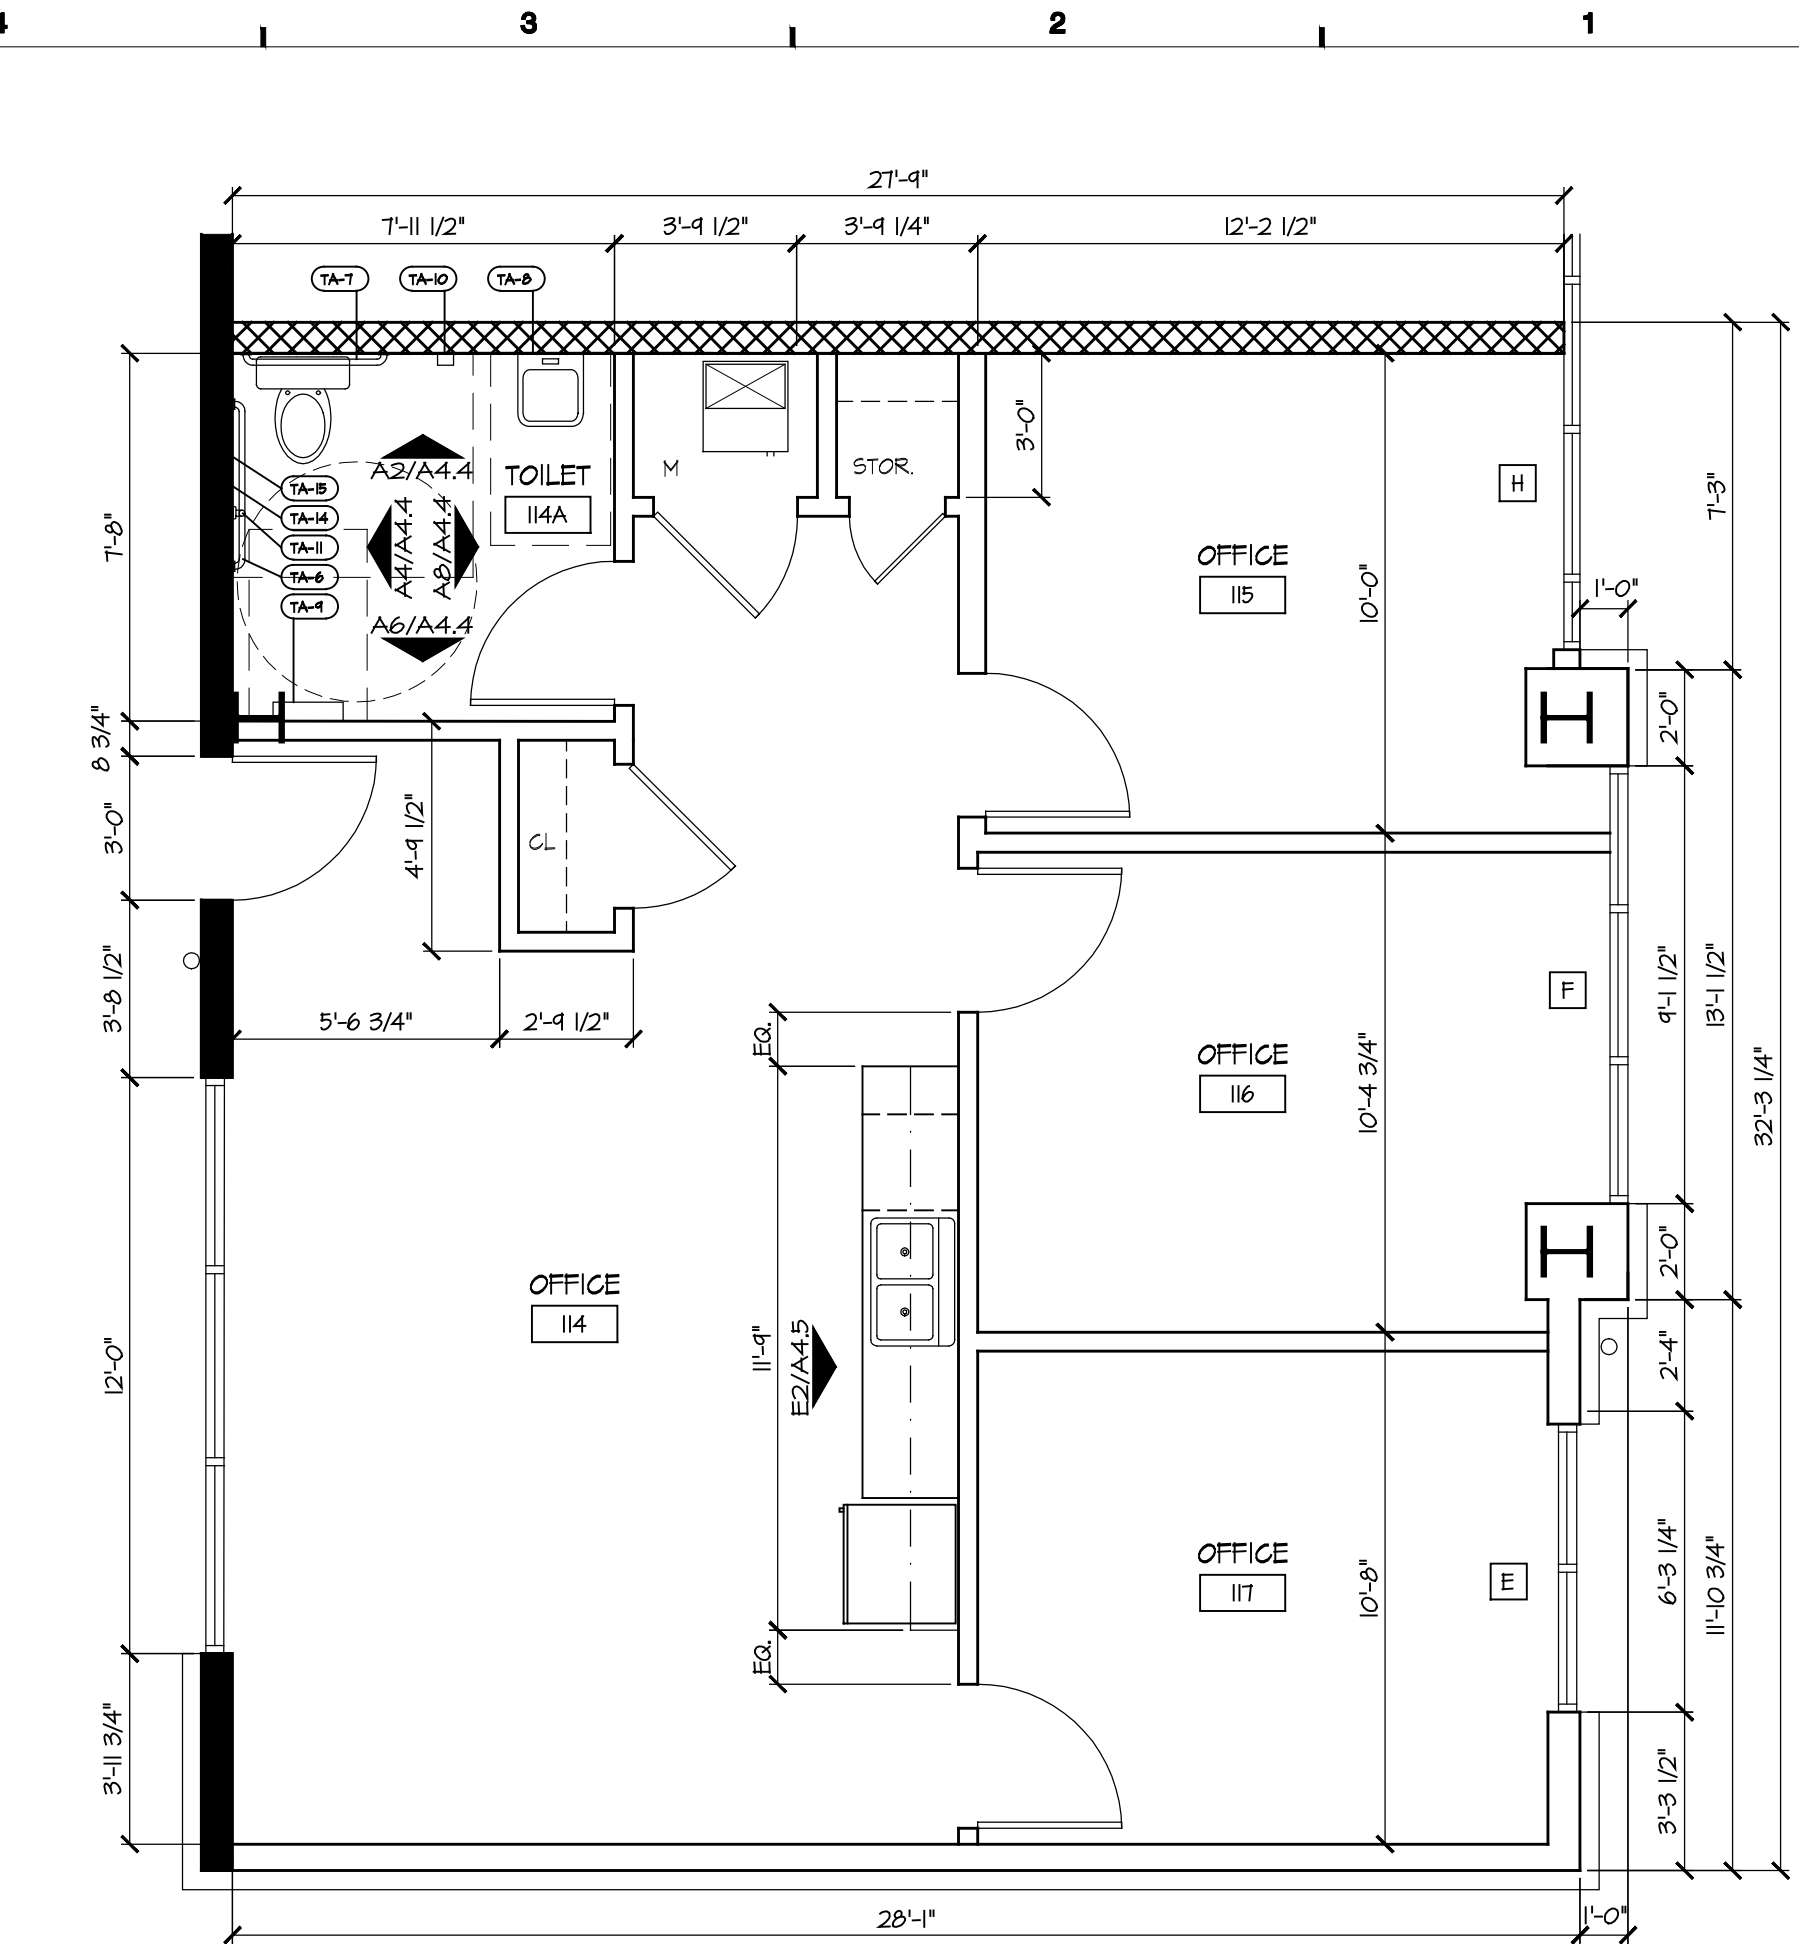 3
2
1
27'-9"
7'-11 1/2"
3'-9 1/2"
3'-9 1/4"
12'-2 1/2"
TA-7
TA-10
TA-8
3'-0"
A2/A4.4
TOILET
114A
M
STOR.
H
7'-3"
TA-15
TA-14
TA-11
TA-6
TA-9
A4/A4.4
A8/A4.4
A6/A4.4
7'-8"
OFFICE
115
10'-0"
1'-0"
8 3/4"
2'-0"
3'-0"
4'-9 1/2"
CL
3'-8 1/2"
5'-6 3/4"
2'-9 1/2"
EQ.
F
9'-1 1/2"
13'-1 1/2"
32'-3 1/4"
OFFICE
116
10'-4 3/4"
2'-0"
OFFICE
114
12'-0"
11'-9"
E2/A4.5
2'-4"
OFFICE
117
10'-8"
E
6'-3 1/4"
11'-10 3/4"
EQ.
3'-11 3/4"
3'-3 1/2"
28'-1"
1'-0"